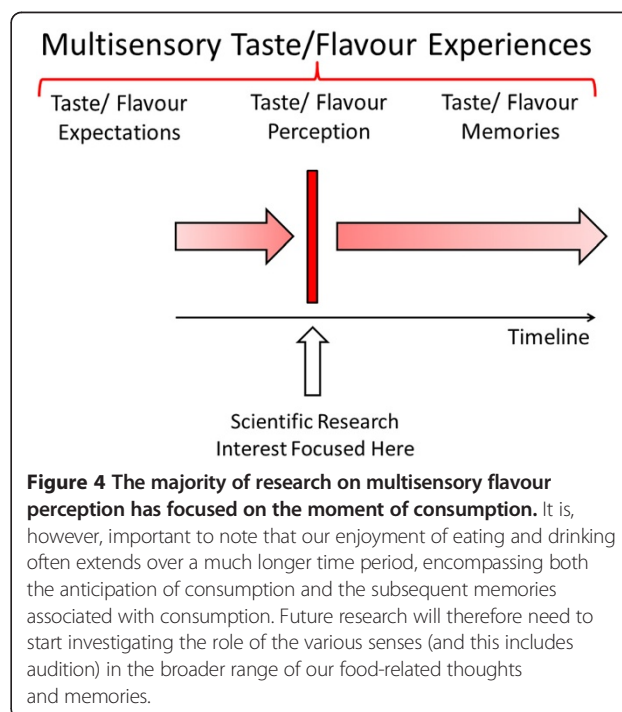 Multisensory Taste/Flavour Experiences
Taste/ Flavour
Expectations
Taste/ Flavour
Perception
Taste/ Flavour
Memories
Timeline
Scientific Research
Interest Focused Here
Figure 4 The majority of research on multisensory flavour
perception has focused on the moment of consumption. It is,
however, important to note that our enjoyment of eating and drinking
often extends over a much longer time period, encompassing both
the anticipation of consumption and the subsequent memories
associated with consumption. Future research will therefore need to
start investigating the role of the various senses (and this includes
audition) in the broader range of our food-related thoughts
and memories.